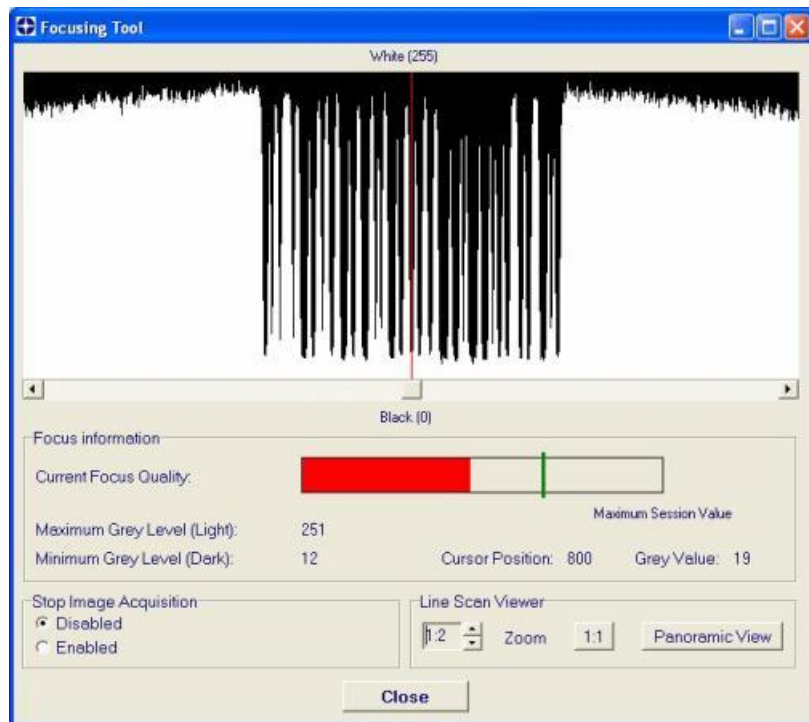 Focusing Tool
White (255)
Black (0)
Focus information
Current Focus Quality:
Maximum Session Value
Maximum Grey Level (Light): 251
Minimum Grey Level (Dark): 12 Cursor Position: 800 Grey Value: 19
Stop Image Acquisition
Disabled
Enabled
Line Scan Viewer
1:2 Zoom 1:1 Panoramic View
Close